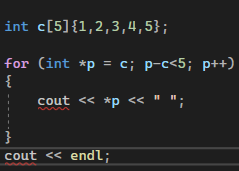 int c[5]{1,2,3,4,5};
for (int *p = c; p-c<5; p++)
{
cout << *p << " ";
}
cout << endl;